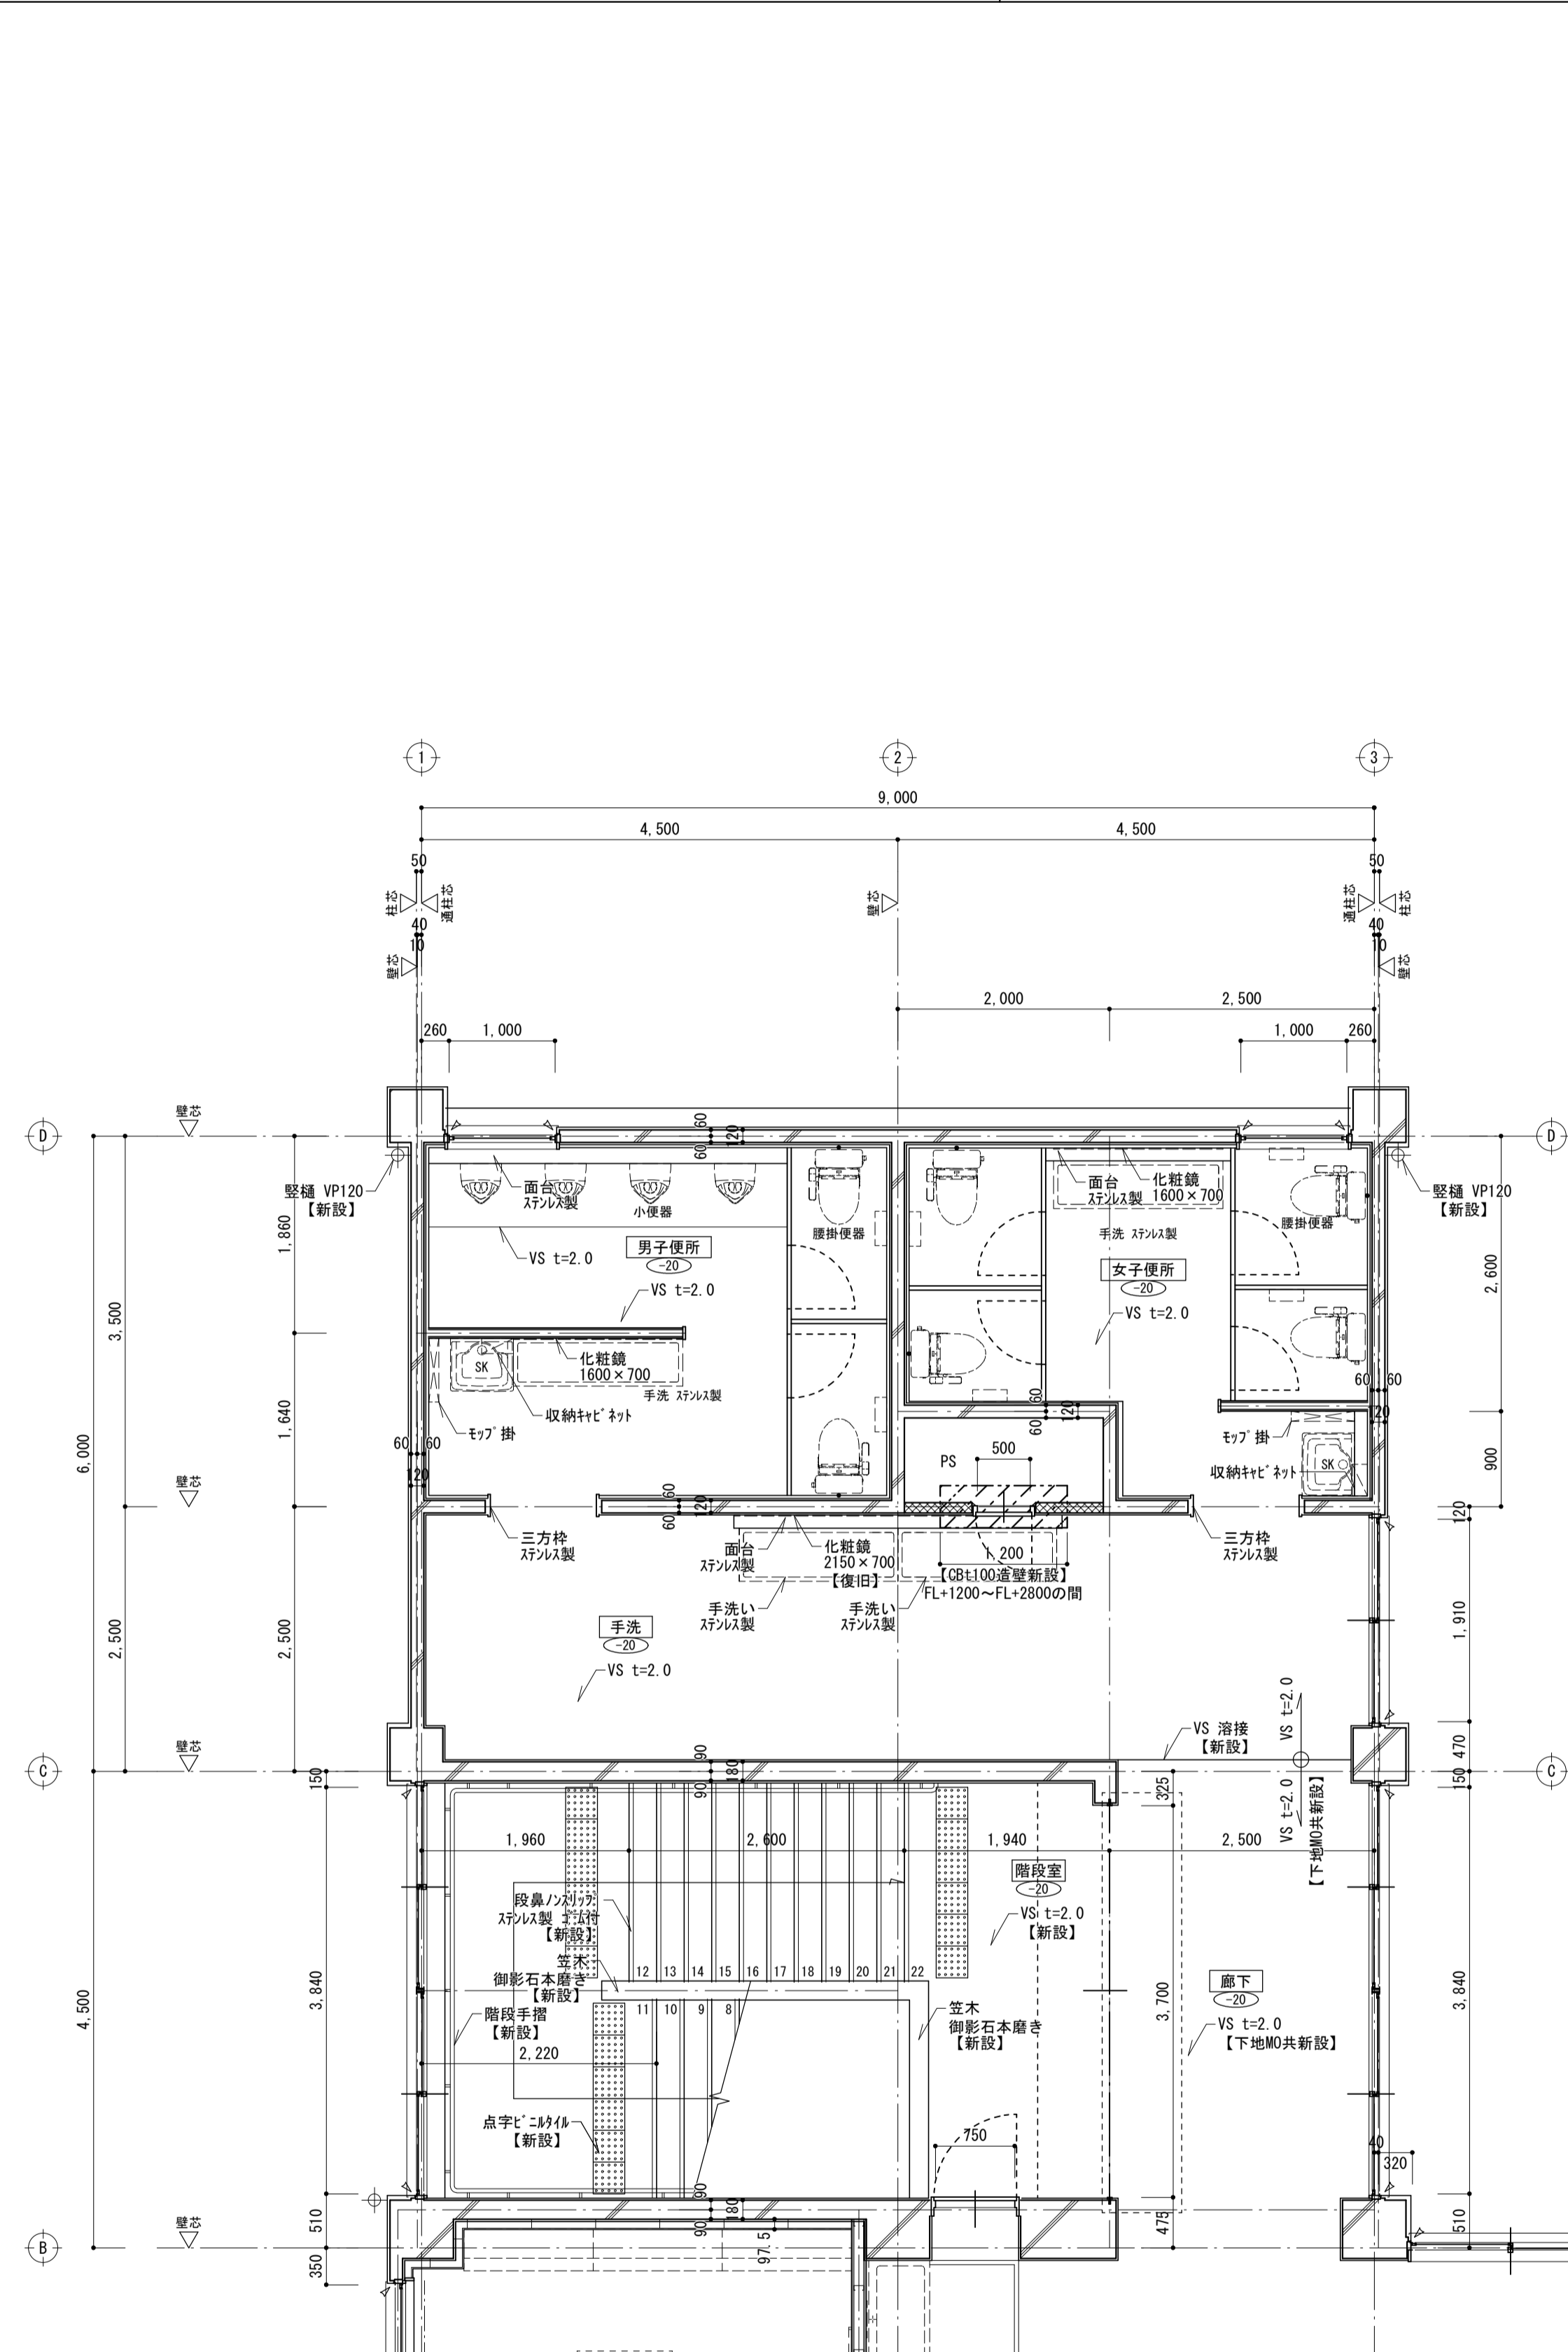 1
2
3
9,000
4,500
4,500
50
50
柱芯
通柱芯
壁芯
通柱芯
柱芯
40
10
40
10
壁芯
壁芯
2,000
2,500
260
1,000
1,000
260
壁芯
D
D
60
120
60
竪樋 VP120
【新設】
面台
ステンレス製
小便器
腰掛便器
面台
ステンレス製
化粧鏡
1600×700
腰掛便器
竪樋 VP120
【新設】
手洗 ステンレス製
男子便所
-20
VS t=2.0
VS t=2.0
女子便所
-20
VS t=2.0
1,860
3,500
2,600
SK
化粧鏡
1600×700
手洗 ステンレス製
収納キャビネット
モップ掛
1,640
6,000
60
60
120
60
120
60
60
60
120
モップ掛
収納キャビネット
SK
900
PS
500
壁芯
60
120
60
120
三方枠
ステンレス製
面台
ステンレス製
化粧鏡
2150×700
【復旧】
1,200
【CBt100造壁新設】
FL+1200～FL+2800の間
三方枠
ステンレス製
手洗い
ステンレス製
手洗い
ステンレス製
手洗
-20
VS t=2.0
2,500
2,500
1,910
VS t=2.0
VS 溶接
【新設】
壁芯
C
C
90
180
90
470
150
150
325
VS t=2.0
【下地MO共新設】
1,960
2,600
1,940
2,500
階段室
-20
VS t=2.0
【新設】
段鼻ノンスリップ
ステンレス製 ゴム付
【新設】
笠木
御影石本磨き
【新設】
12
13
14
15
16
17
18
19
20
21
22
11
10
9
8
階段手摺
【新設】
2,220
笠木
御影石本磨き
【新設】
廊下
-20
VS t=2.0
【下地MO共新設】
3,840
4,500
3,700
3,840
点字ビニルタイル
【新設】
750
40
320
壁芯
B
510
350
90
180
90
97.5
475
510